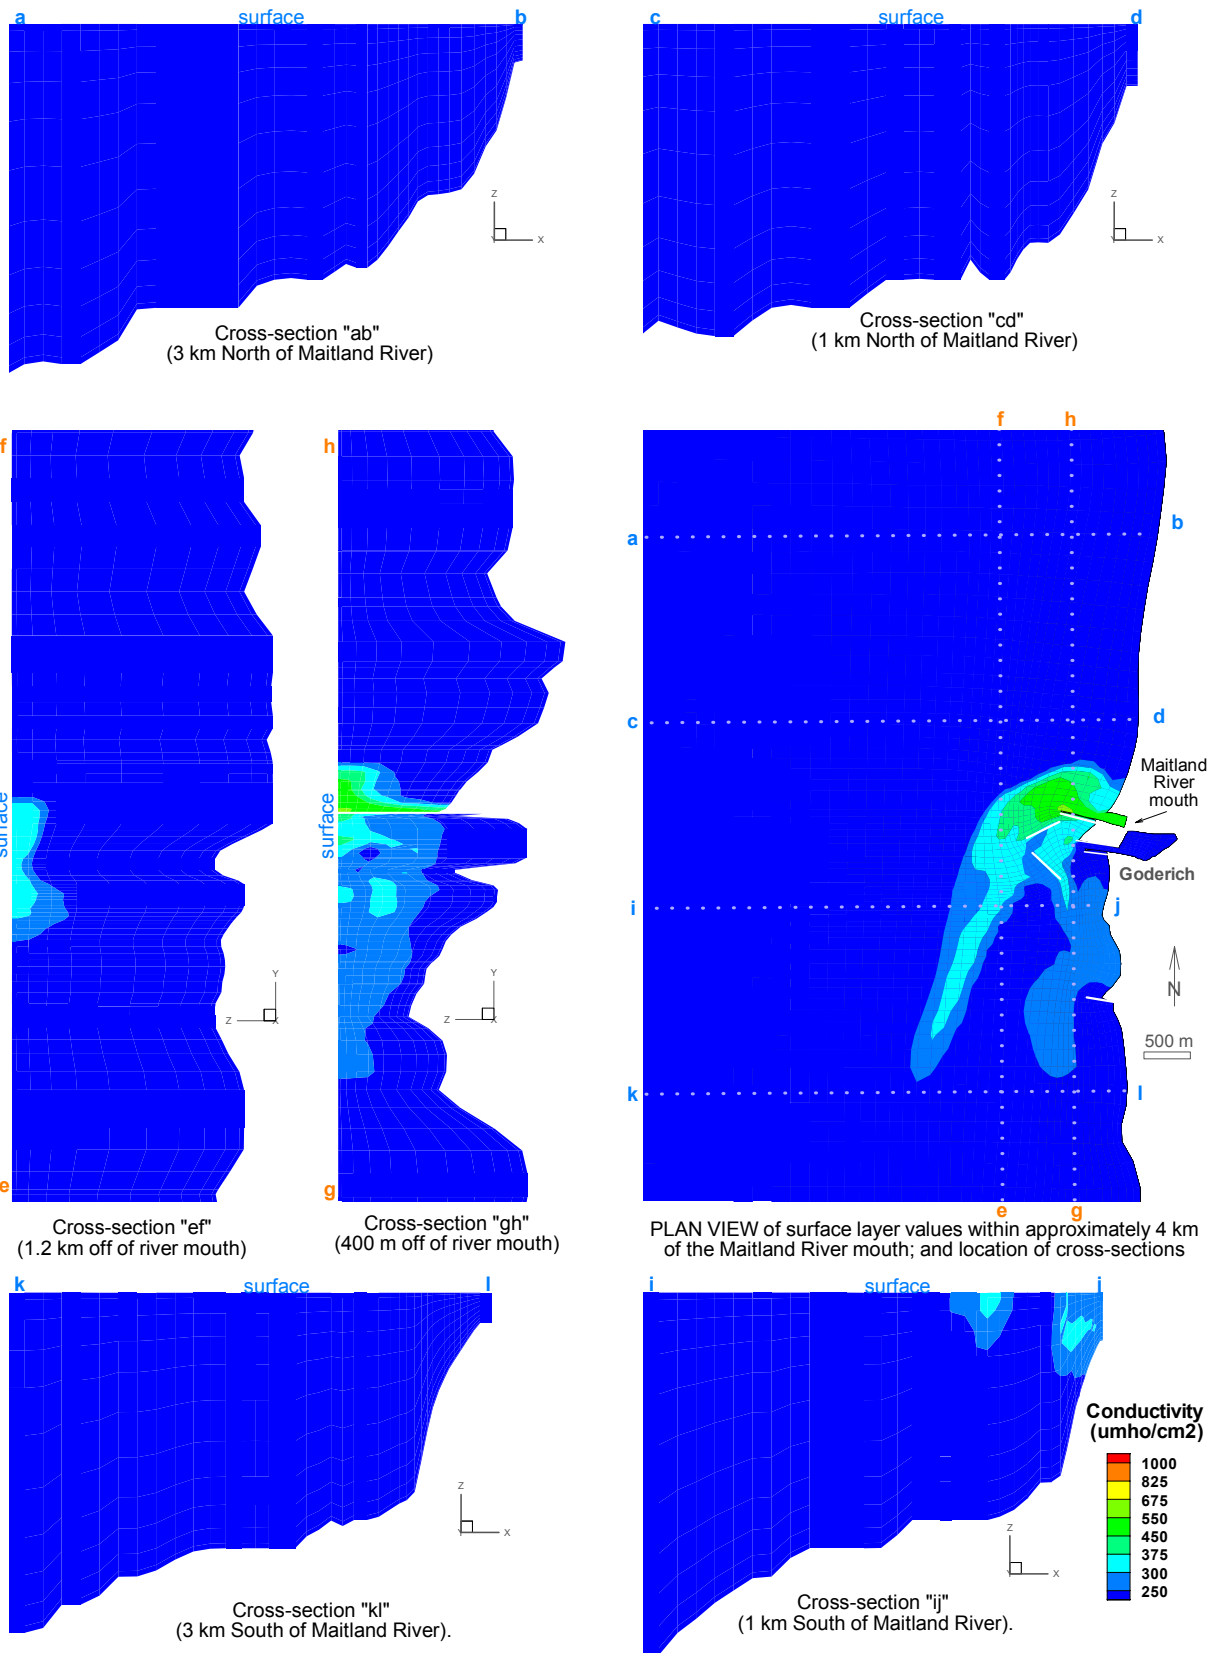 a surface b
c surface d
Z
X
Y
Z
X
Y
Cross-section "ab"
(3 km North of Maitland River)
Cross-section "cd"
(1 km North of Maitland River)
f
surface
e
Y
Z
X
h
surface
g
Y
Z
X
f h
a
b
c
d
Maitland
River
mouth
Goderich
i
j
N
500 m
k
l
e g
Cross-section "ef"
(1.2 km off of river mouth)
Cross-section "gh"
(400 m off of river mouth)
PLAN VIEW of surface layer values within approximately 4 km
of the Maitland River mouth; and location of cross-sections
k surface l
i surface j
Z
X
Y
Z
X
Y
Cross-section "kl"
(3 km South of Maitland River).
Cross-section "ij"
(1 km South of Maitland River).
Conductivity
(umho/cm2)
1000
825
675
550
450
375
300
250